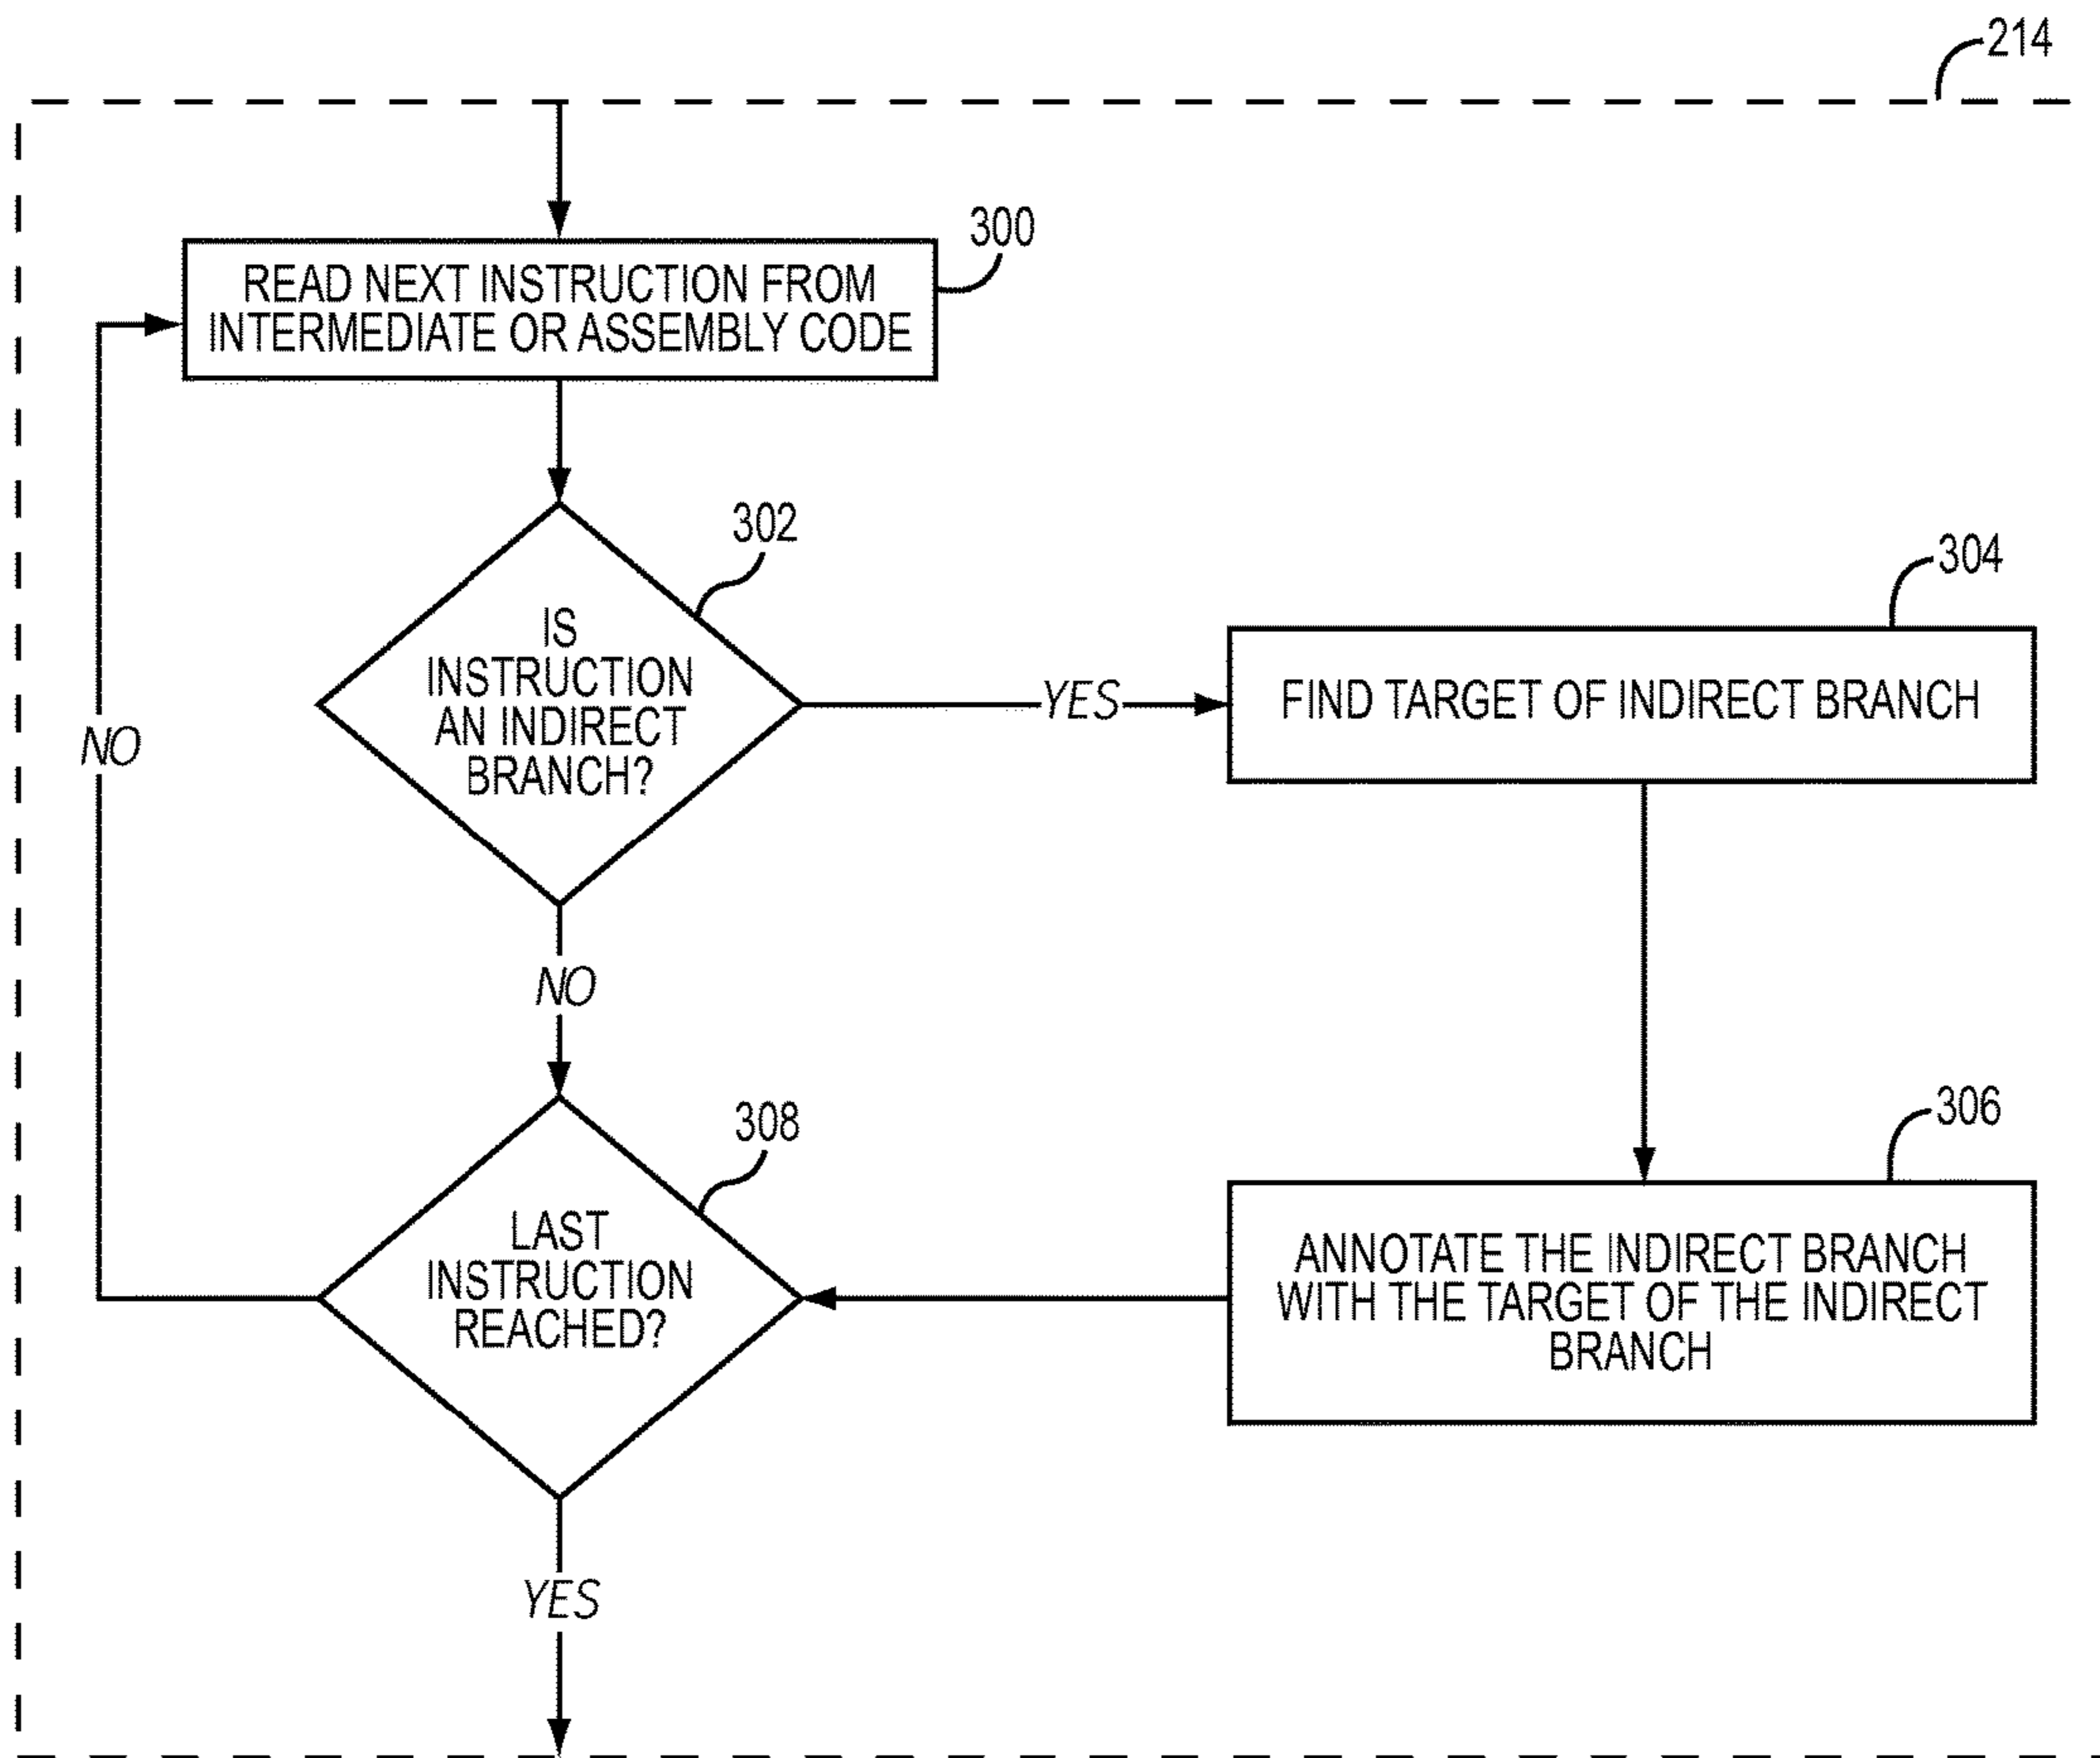 214
300
READ NEXT INSTRUCTION FROM
INTERMEDIATE OR ASSEMBLY CODE
302
IS
INSTRUCTION
AN INDIRECT
BRANCH?
YES
304
FIND TARGET OF INDIRECT BRANCH
NO
NO
308
LAST
INSTRUCTION
REACHED?
306
ANNOTATE THE INDIRECT BRANCH
WITH THE TARGET OF THE INDIRECT
BRANCH
YES